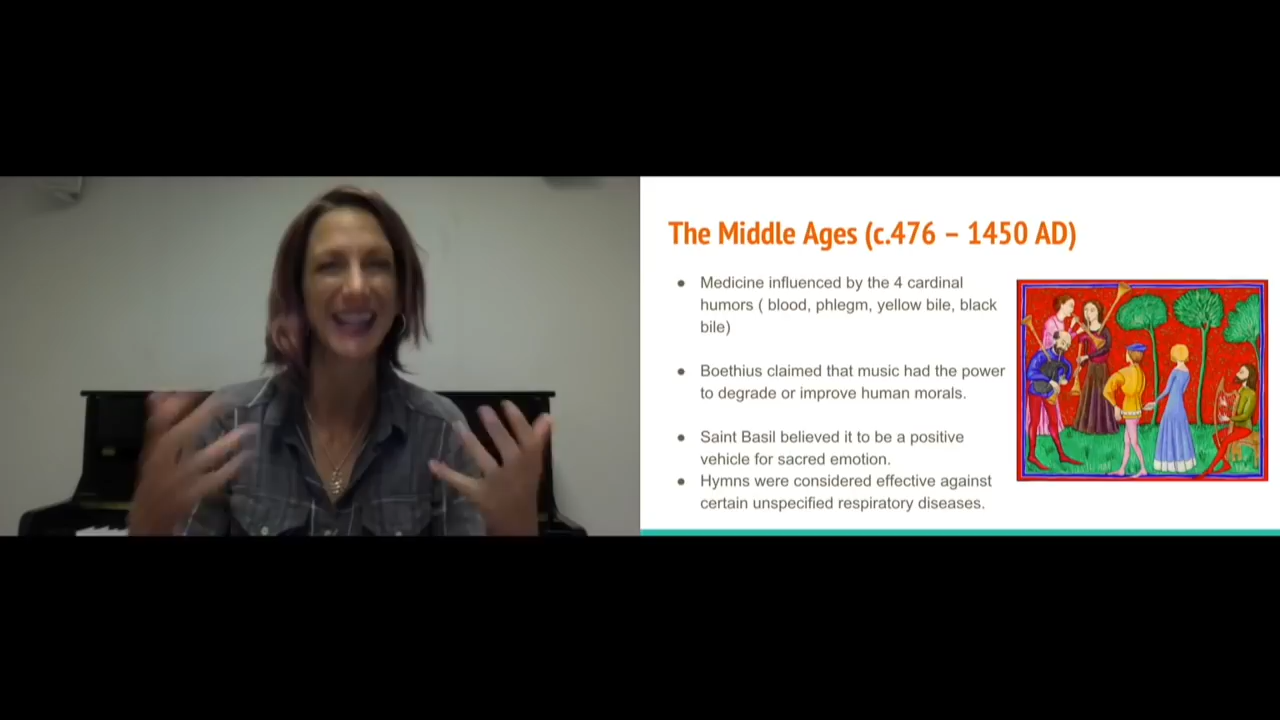 The Middle Ages (c.476 – 1450 AD)
● Medicine influenced by the 4 cardinal
humors ( blood, phlegm, yellow bile, black
bile)
● Boethius claimed that music had the power
to degrade or improve human morals.
● Saint Basil believed it to be a positive
vehicle for sacred emotion.
● Hymns were considered effective against
certain unspecified respiratory diseases.